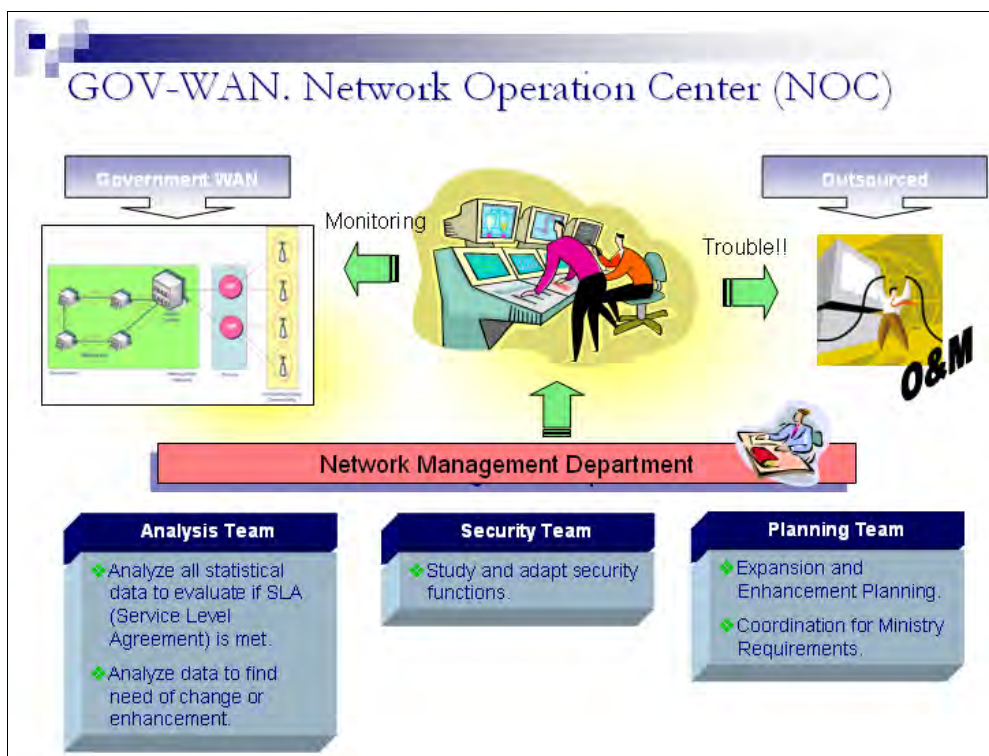 GOV-WAN. Network Operation Center (NOC)
Government WAN
Outsourced
Monitoring
Trouble!!
O&M
Network Management Department
Analysis Team
Analyze all statistical
data to evaluate if SLA
(Service Level
Agreement) is met.
Analyze data to find
need of change or
enhancement.
Security Team
Study and adapt security
functions.
Planning Team
Expansion and
Enhancement Planning.
Coordination for Ministry
Requirements.